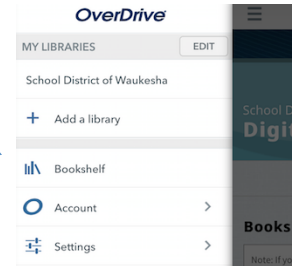 OverDrive
MY LIBRARIES EDIT
School District of Waukesha
+ Add a library
Bookshelf
Account
Settings
School D
Digit
Books
Note: if yo